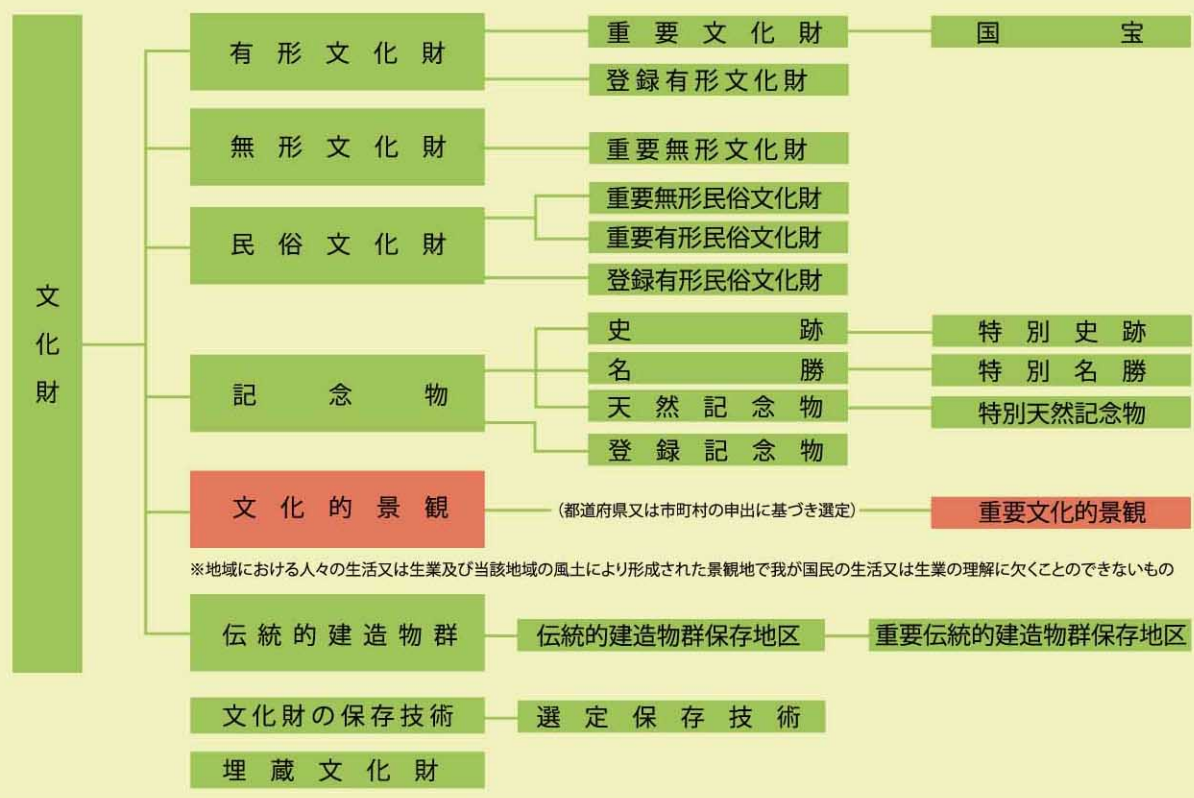 文化財
有形文化財
重要文化財
国宝
登録有形文化財
無形文化財
重要無形文化財
民俗文化財
重要無形民俗文化財
重要有形民俗文化財
登録有形民俗文化財
記念物
史跡
特別史跡
名勝
特別名勝
天然記念物
特別天然記念物
登録記念物
文化的景観
(都道府県又は市町村の申出に基づき選定)
重要文化的景観
※地域における人々の生活又は生業及び当該地域の風土により形成された景観地で我が国民の生活又は生業の理解に欠くことのできないもの
伝統的建造物群
伝統的建造物群保存地区
重要伝統的建造物群保存地区
文化財の保存技術
選定保存技術
埋蔵文化財